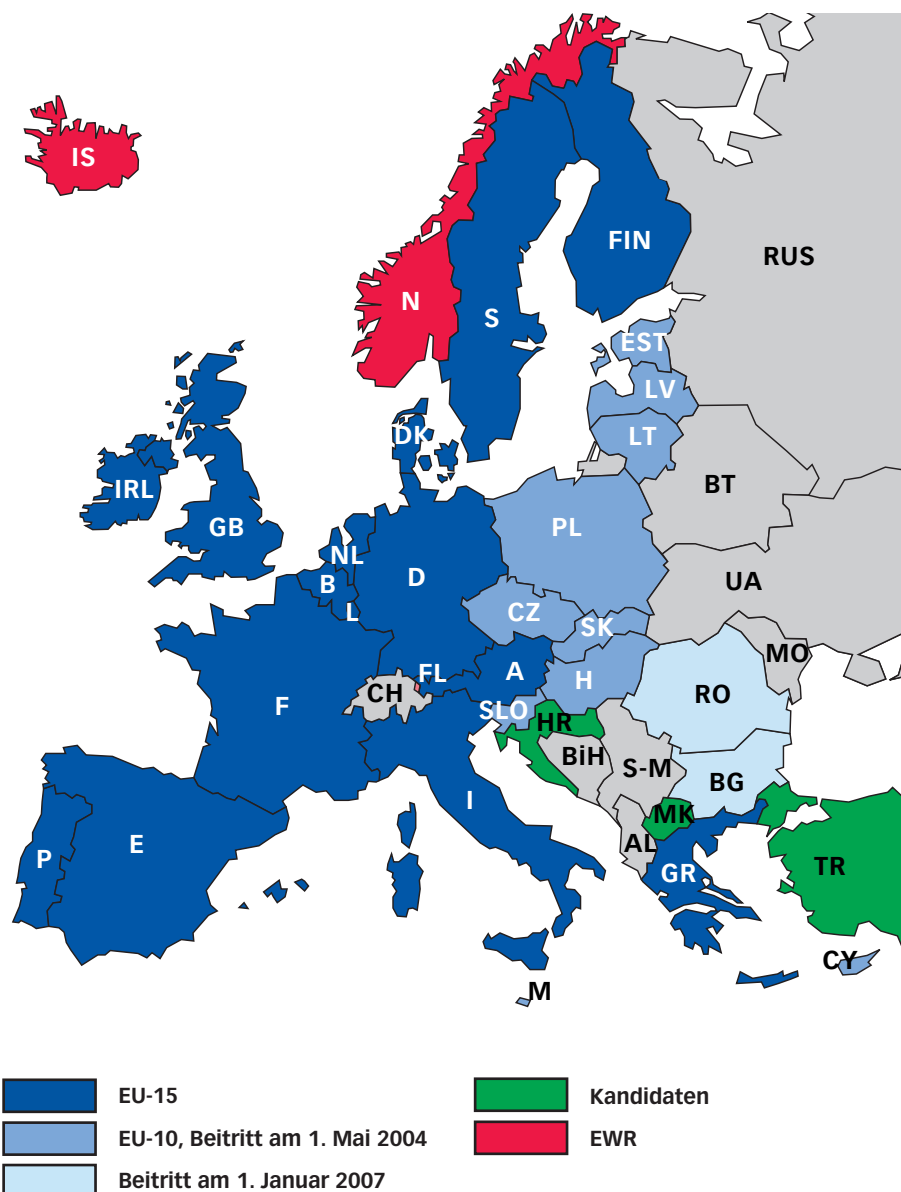 IS
FIN
RUS
N
S
EST
LV
LT
DK
BT
IRL
GB
PL
NL
B
D
UA
L
CZ
SK
MO
FL
A
H
CH
RO
F
SLO
HR
BiH
S-M
BG
I
MK
E
AL
P
TR
GR
CY
M
EU-15
EU-10, Beitritt am 1. Mai 2004
Beitritt am 1. Januar 2007
Kandidaten
EWR